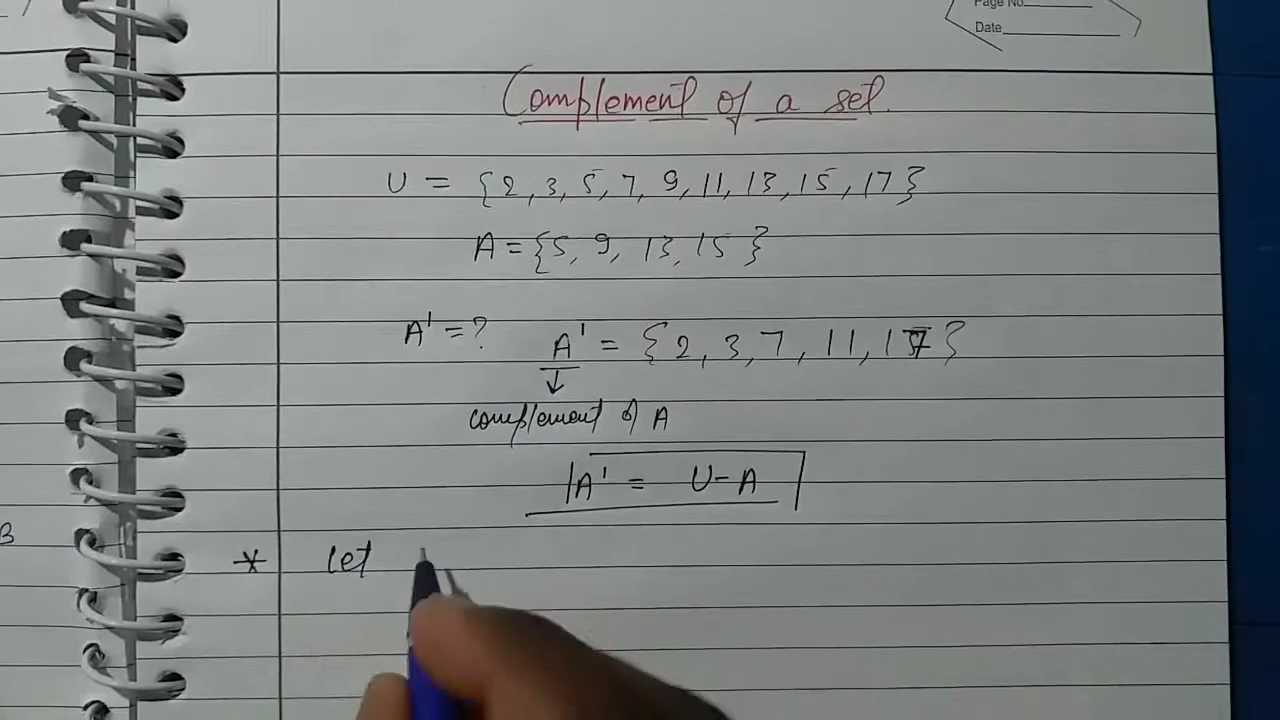 Page No.
Date
Complement of a set.
U = {2, 3, 5, 7, 9, 11, 13, 15, 17}
A = {5, 9, 13, 15}
A' = ? A' = {2, 3, 7, 11, 17}
↓
complement of A
A' = U - A
B
* let